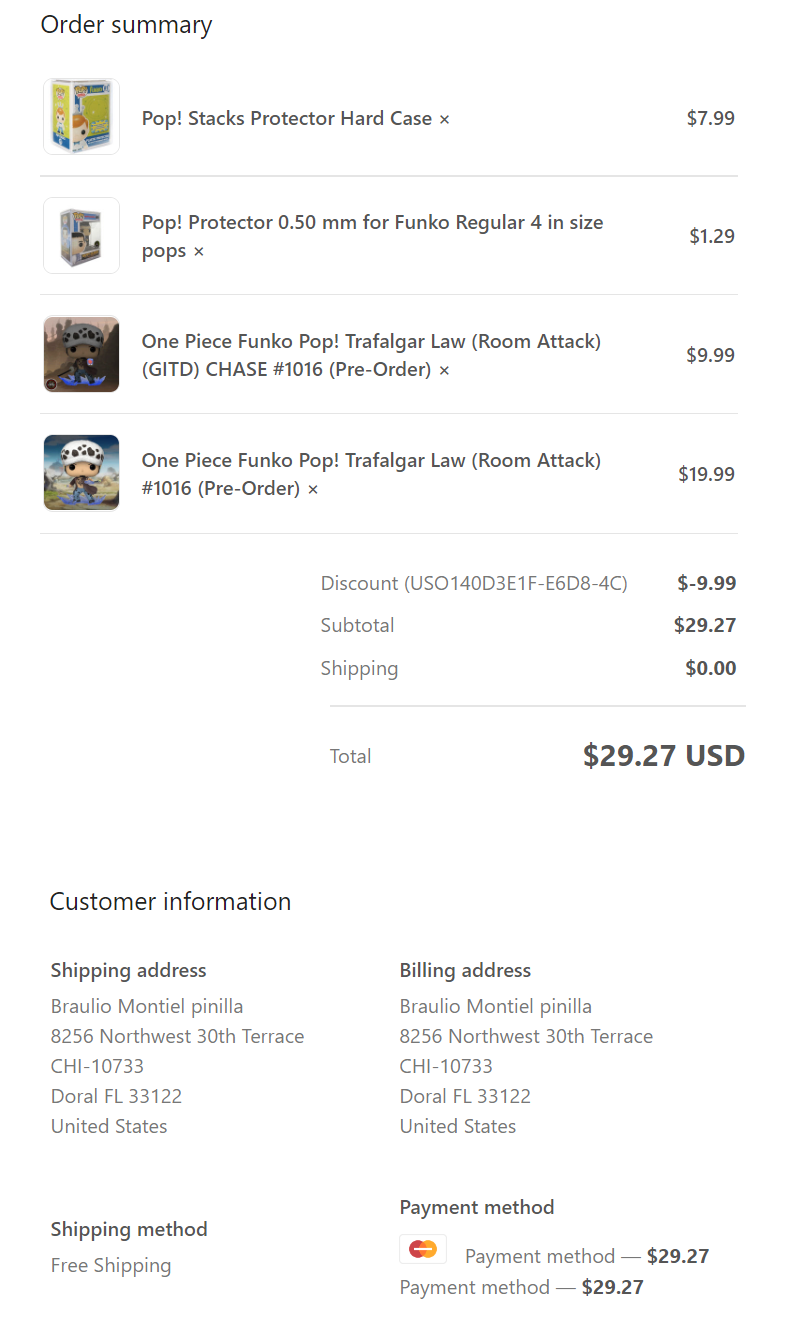 Order summary
Pop! Stacks Protector Hard Case × $7.99
Pop! Protector 0.50 mm for Funko Regular 4 in size
pops × $1.29
One Piece Funko Pop! Trafalgar Law (Room Attack)
(GITD) CHASE #1016 (Pre-Order) × $9.99
One Piece Funko Pop! Trafalgar Law (Room Attack)
#1016 (Pre-Order) × $19.99
Discount (USO140D3E1F-E6D8-4C) $-9.99
Subtotal $29.27
Shipping $0.00
Total $29.27 USD
Customer information
Shipping address
Braulio Montiel pinilla
8256 Northwest 30th Terrace
CHI-10733
Doral FL 33122
United States
Billing address
Braulio Montiel pinilla
8256 Northwest 30th Terrace
CHI-10733
Doral FL 33122
United States
Shipping method
Free Shipping
Payment method
Payment method — $29.27
Payment method — $29.27